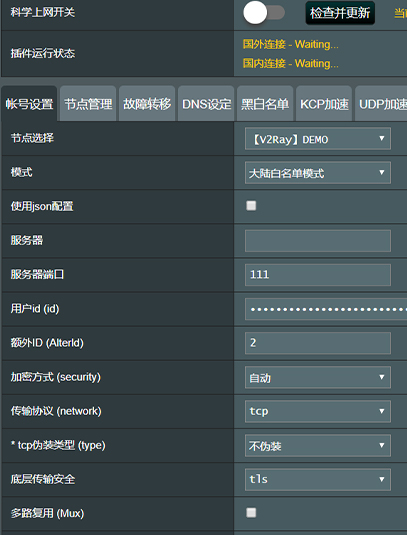 科学上网开关 检查并更新
插件运行状态 国外连接 - Waiting...
国内连接 - Waiting...
帐号设置 节点管理 故障转移 DNS设定 黑白名单 KCP加速 UDP加速
节点选择 【V2Ray】DEMO
模式 大陆白名单模式
使用json配置
服务器
服务器端口 111
用户id (id) ••••••••••••••••••••
额外ID (AlterId) 2
加密方式 (security) 自动
传输协议 (network) tcp
* tcp伪装类型 (type) 不伪装
底层传输安全 tls
多路复用 (Mux)